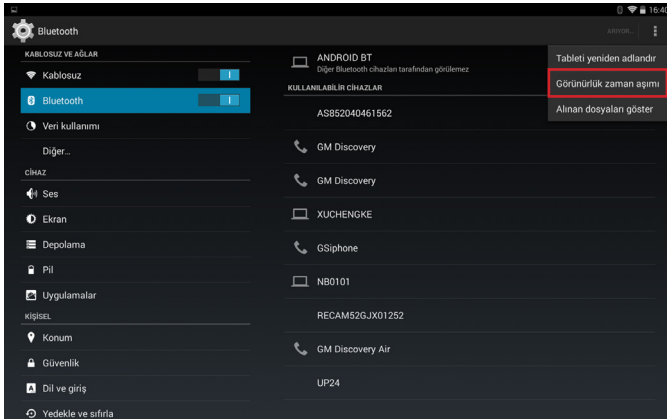 16:40
Bluetooth
ARIYOR...
KABLOSUZ VE AĞLAR
Kablosuz
Bluetooth
Veri kullanımı
Diğer...
CİHAZ
Ses
Ekran
Depolama
Pil
Uygulamalar
KİŞİSEL
Konum
Güvenlik
Dil ve giriş
Yedekle ve sıfırla
ANDROID BT
Diğer Bluetooth cihazları tarafından görülemez
KULLANILABİLİR CİHAZLAR
AS852040461562
GM Discovery
GM Discovery
XUCHENGKE
GSiphone
NB0101
RECAM52GJX01252
GM Discovery Air
UP24
Tableti yeniden adlandır
Görünürlük zaman aşımı
Alınan dosyaları göster